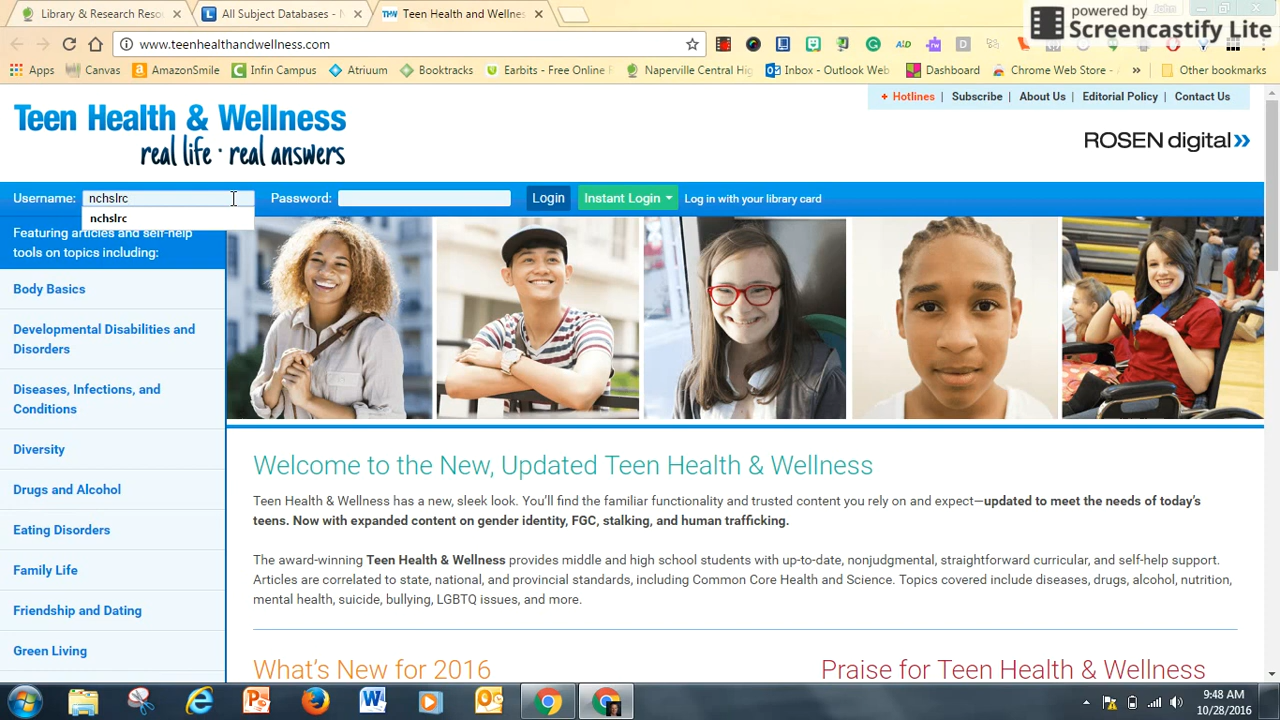 Library & Research Reso
All Subject Databases - N
Teen Health and Wellnes
John
powered by
Screencastify Lite
www.teenhealthandwellness.com
Apps
Canvas
AmazonSmile
Infin Campus
Atrium
Booktracks
Earbits - Free Online
Naperville Central Hig
Inbox - Outlook Web
Dashboard
Chrome Web Store -
Other bookmarks
Hotlines | Subscribe | About Us | Editorial Policy | Contact Us
Teen Health & Wellness
real life · real answers
ROSEN digital
Username: nchslrc Password: Login Instant Login Log in with your library card
nchslrc
Featuring articles and self-help
tools on topics including:
Body Basics
Developmental Disabilities and
Disorders
Diseases, Infections, and
Conditions
Diversity
Drugs and Alcohol
Eating Disorders
Family Life
Friendship and Dating
Green Living
Welcome to the New, Updated Teen Health & Wellness
Teen Health & Wellness has a new, sleek look. You'll find the familiar functionality and trusted content you rely on and expect—updated to meet the needs of today's
teens. Now with expanded content on gender identity, FGC, stalking, and human trafficking.
The award-winning Teen Health & Wellness provides middle and high school students with up-to-date, nonjudgmental, straightforward curricular, and self-help support.
Articles are correlated to state, national, and provincial standards, including Common Core Health and Science. Topics covered include diseases, drugs, alcohol, nutrition,
mental health, suicide, bullying, LGBTQ issues, and more.
What's New for 2016
Praise for Teen Health & Wellness
9:48 AM
10/28/2016